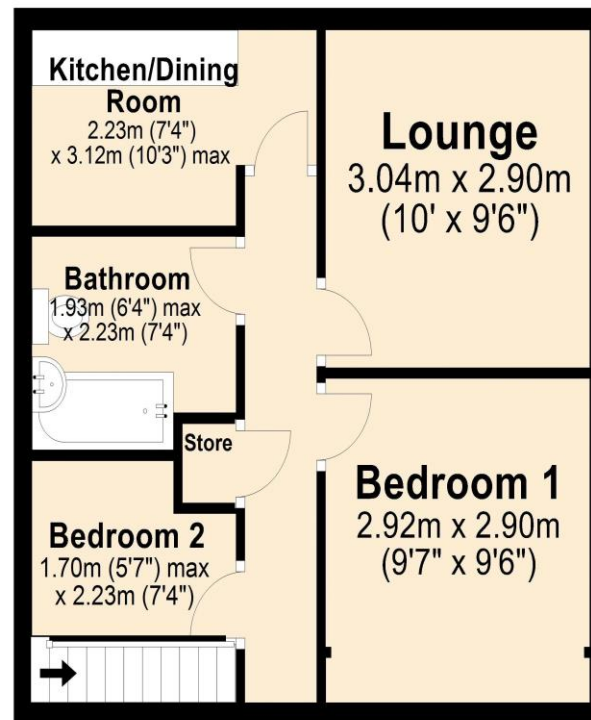 Kitchen/Dining
Room
2.23m (7'4")
x 3.12m (10'3") max
Lounge
3.04m x 2.90m
(10' x 9'6")
Bathroom
1.93m (6'4") max
x 2.23m (7'4")
Store
Bedroom 1
2.92m x 2.90m
(9'7" x 9'6")
Bedroom 2
1.70m (5'7") max
x 2.23m (7'4")